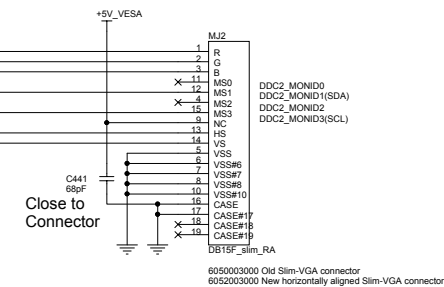 +5V_VESA
MJ2
1 R
2 G
3 B
11 MS0 DDC2_MONID0
12 MS1 DDC2_MONID1(SDA)
4 MS2 DDC2_MONID2
15 MS3 DDC2_MONID3(SCL)
9 NC
13 HS
14 VS
5 VSS
6 VSS#6
7 VSS#7
8 VSS#8
10 VSS#10
16 CASE
17 CASE#17
18 CASE#18
19 CASE#19
C441
68pF
Close to
Connector
DB15F_slim_RA
6050003000 Old Slim-VGA connector
6052003000 New horizontally aligned Slim-VGA connector